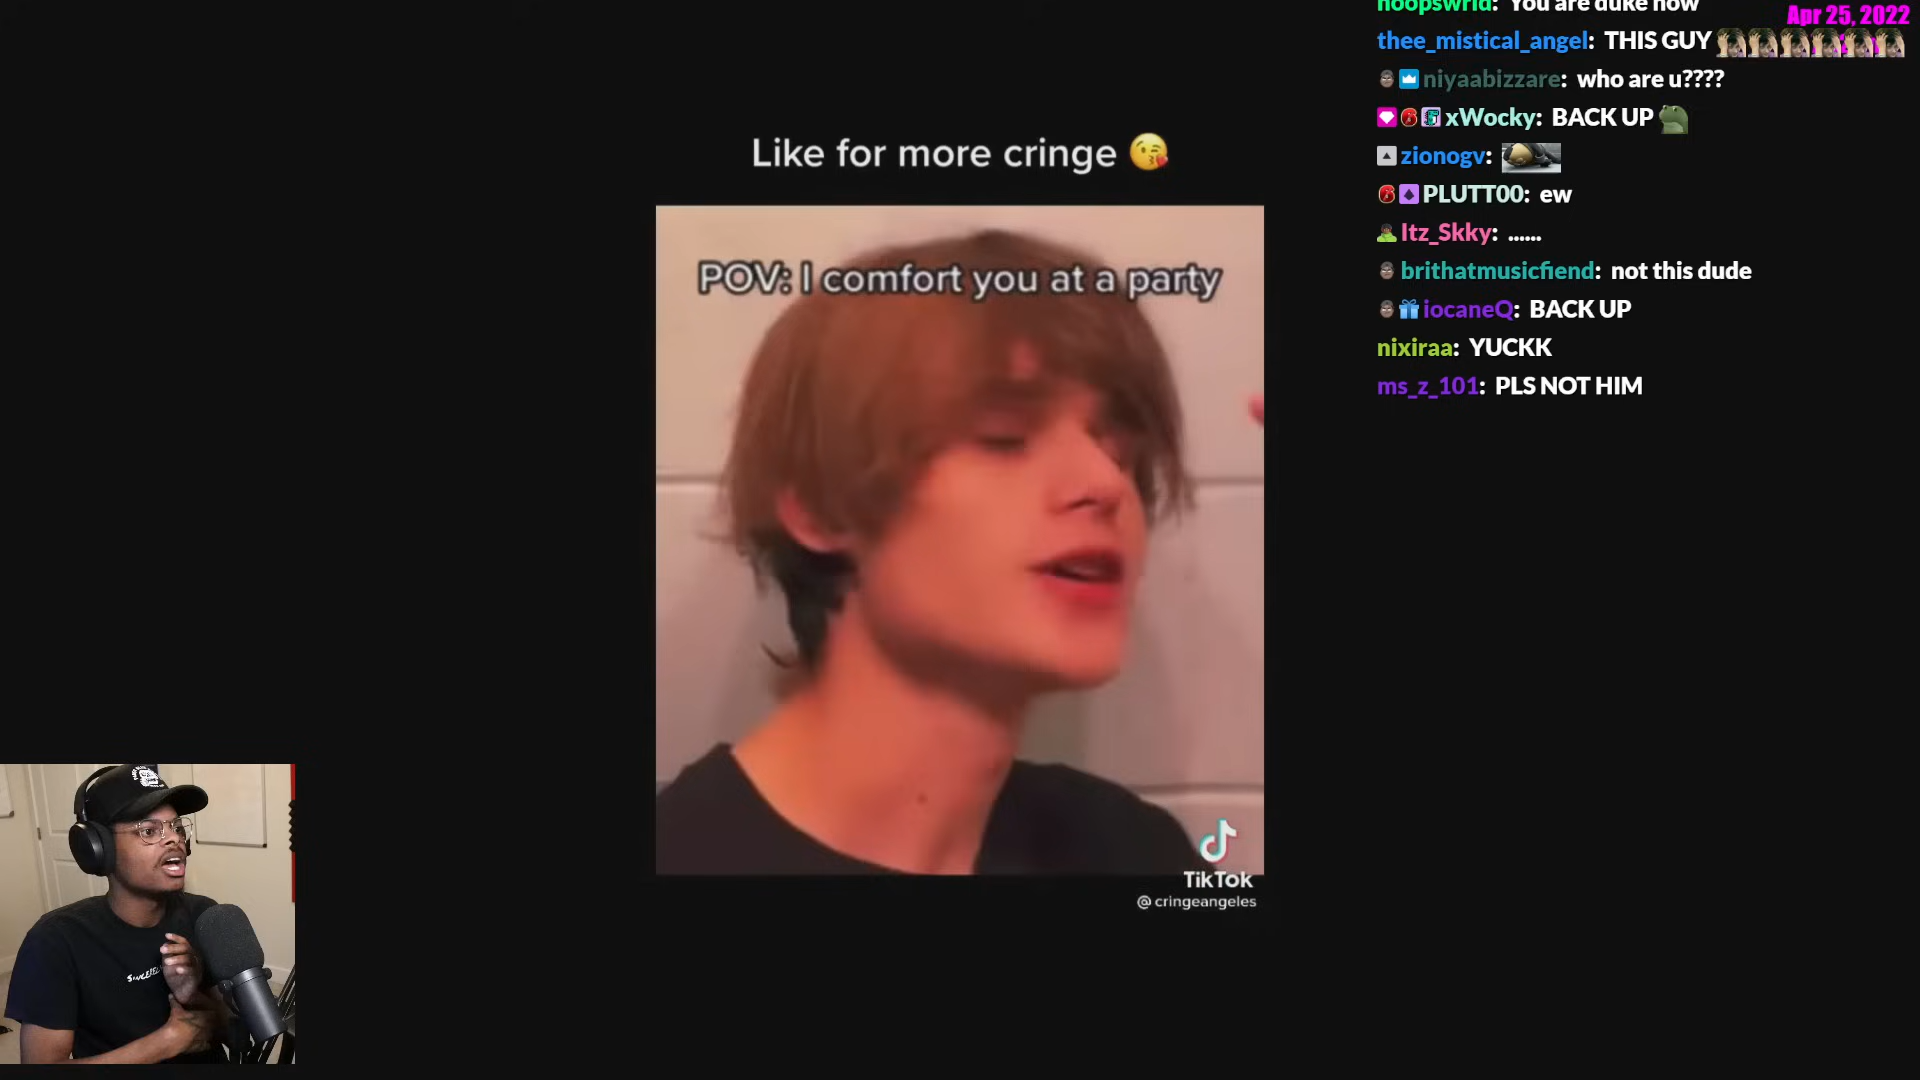 Like for more cringe 😘
POV: I comfort you at a party
TikTok
@cringeangeles
Apr 25, 2022
noopswrld: You are duke now
thee_mistical_angel: THIS GUY
niyaabizzare: who are u????
xWocky: BACK UP
zionogv:
PLUTT00: ew
Itz_Skky: ......
brithatmusicfiend: not this dude
iocaneQ: BACK UP
nixiraa: YUCKK
ms_z_101: PLS NOT HIM